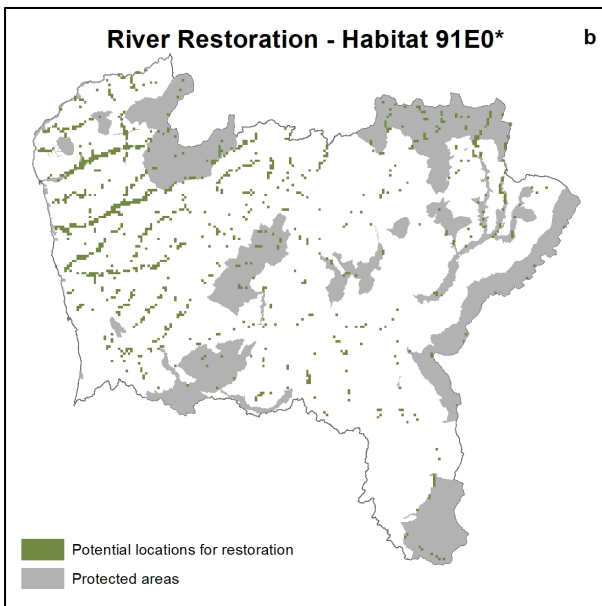 River Restoration - Habitat 91E0*
b
Potential locations for restoration
Protected areas